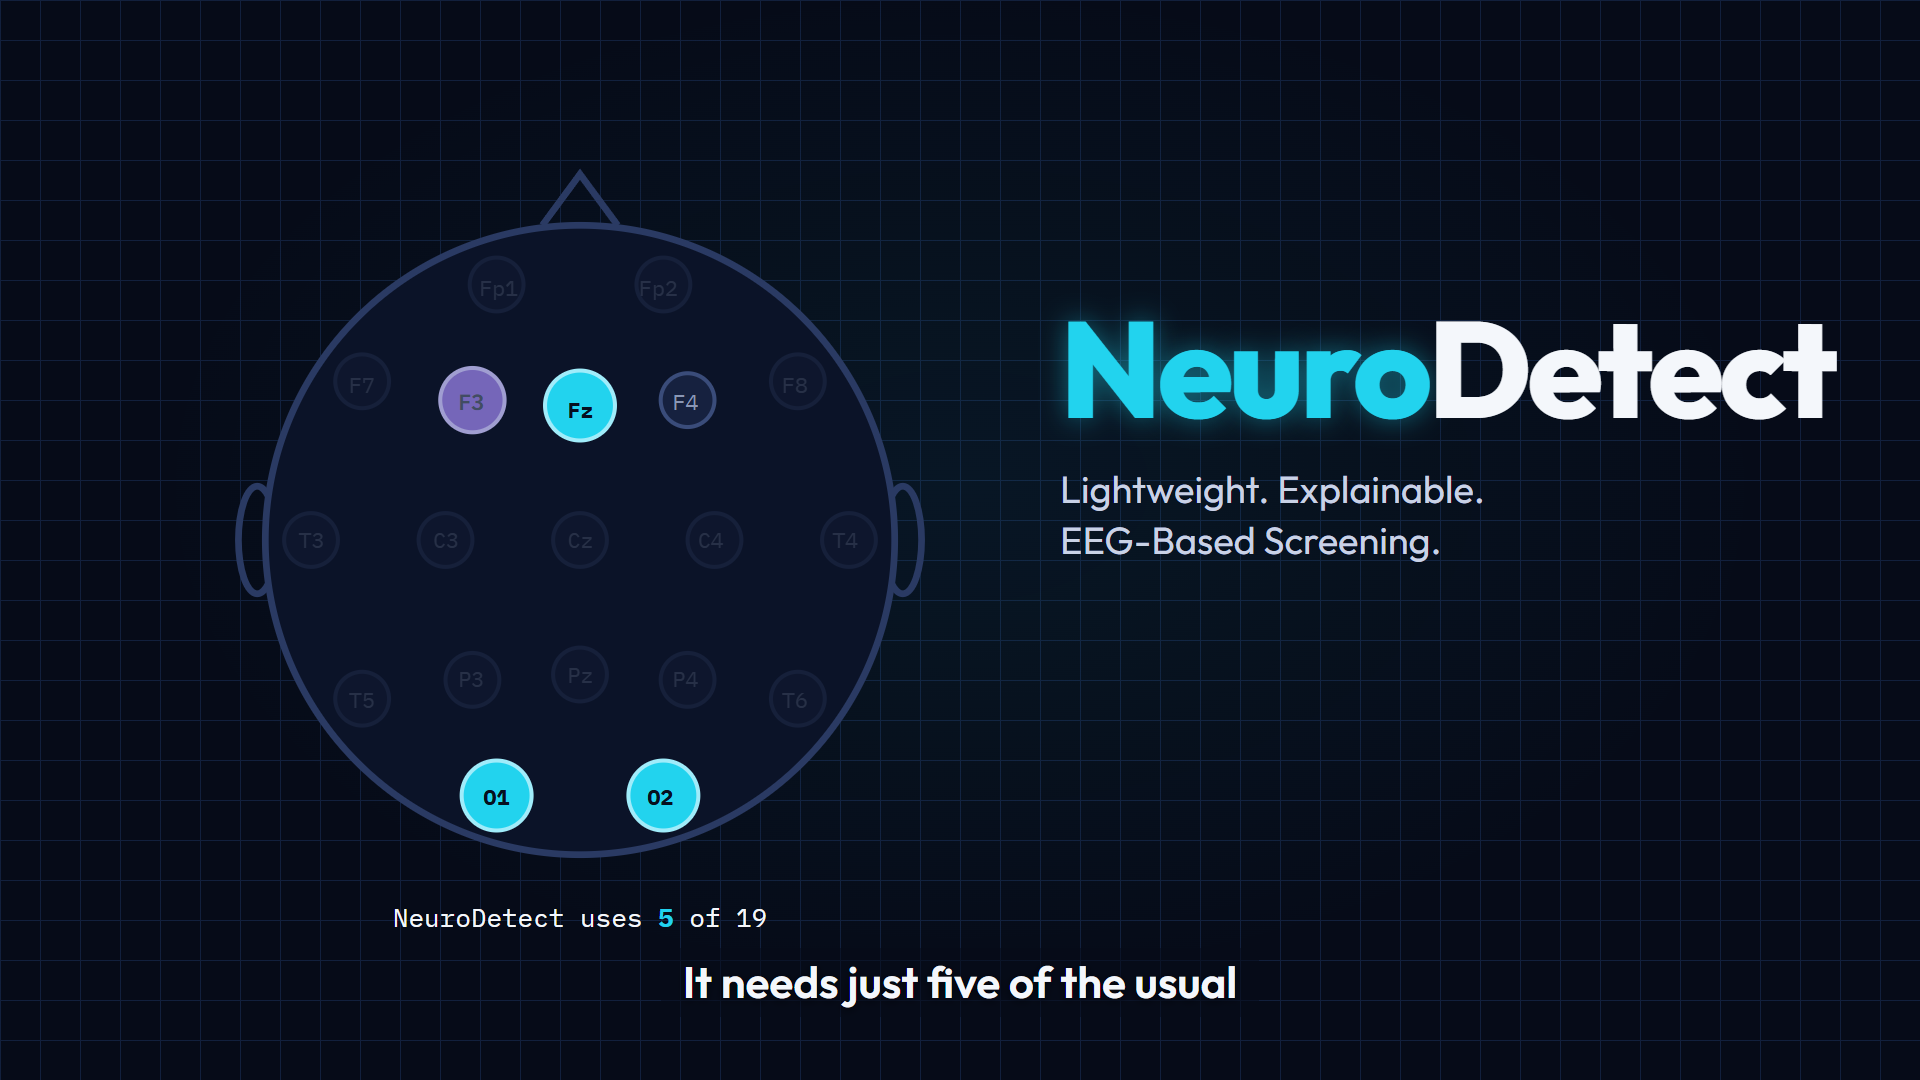 Fp1 Fp2
F7 F3 Fz F4 F8
T3 C3 Cz C4 T4
T5 P3 Pz P4 T6
O1 O2
NeuroDetect uses 5 of 19
NeuroDetect
Lightweight. Explainable.
EEG-Based Screening.
It needs just five of the usual